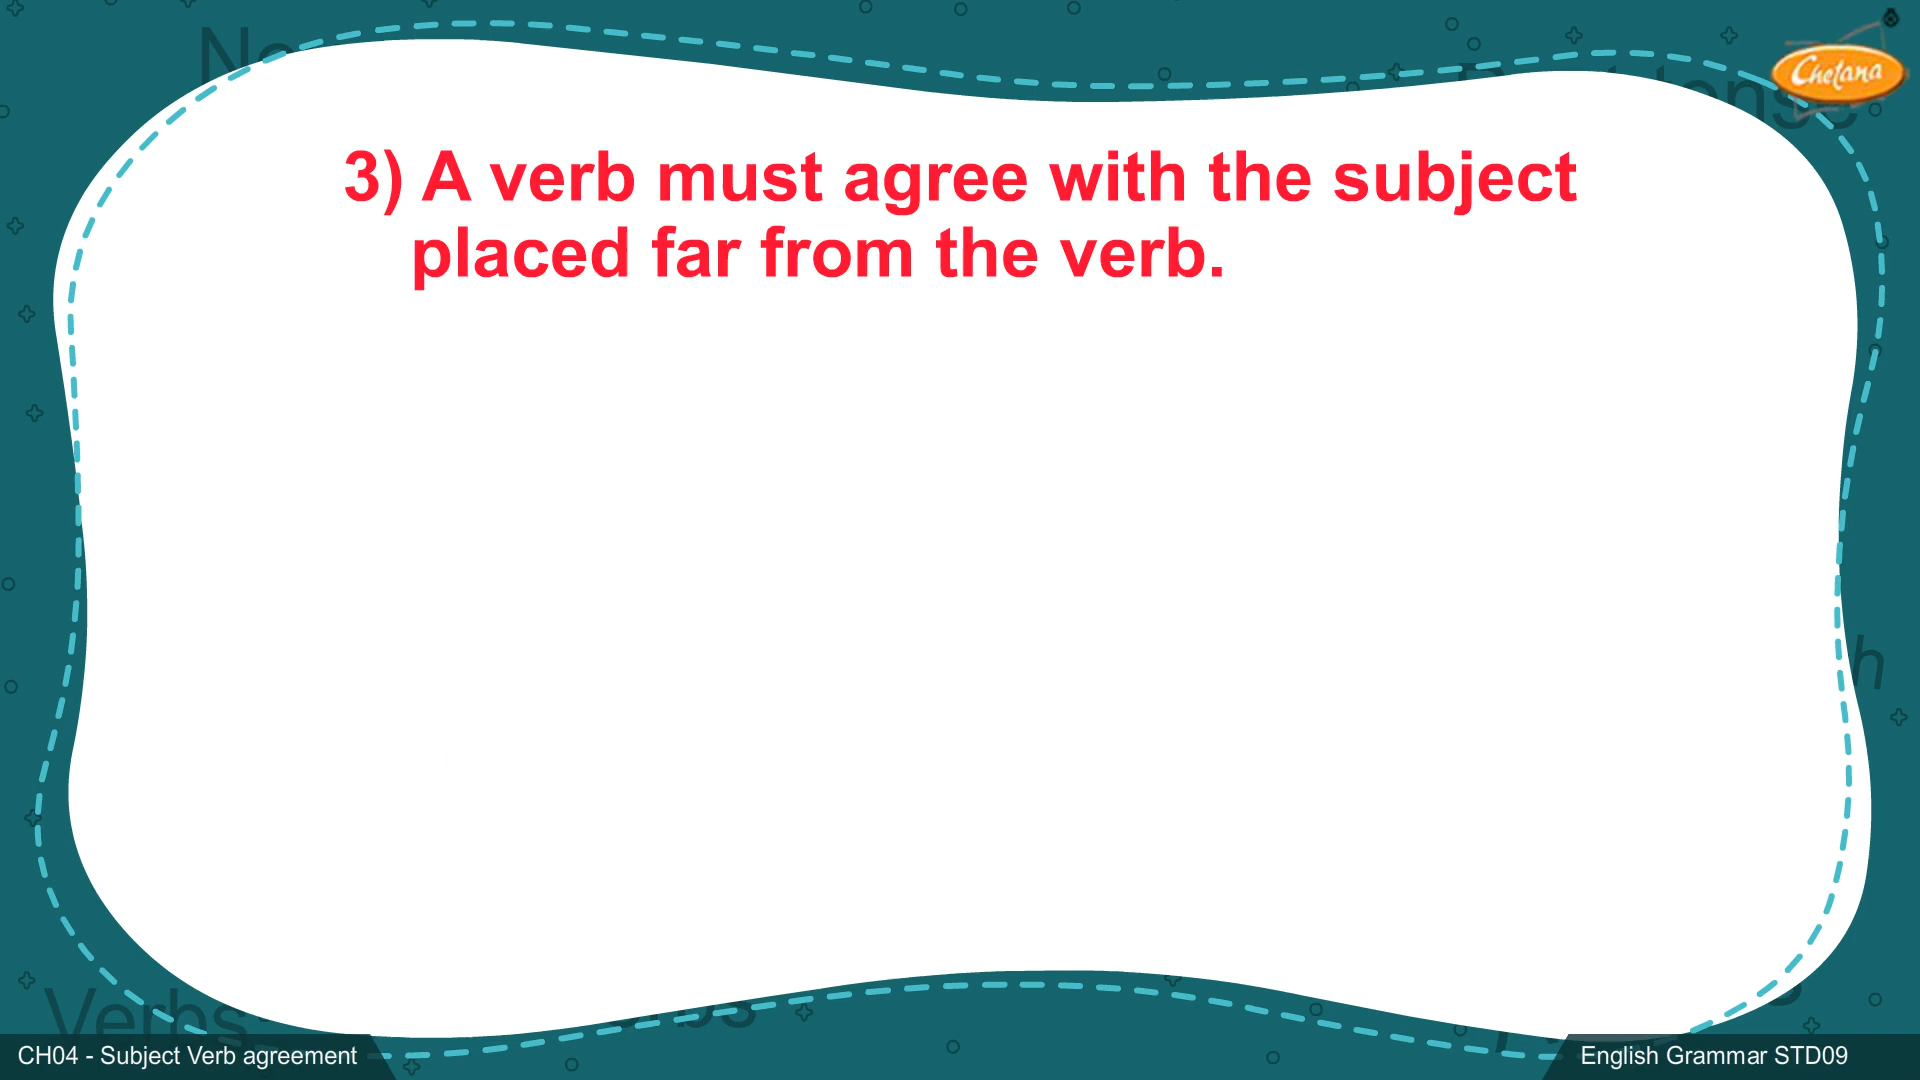 Chetana
3) A verb must agree with the subject
placed far from the verb.
Verbs
CH04 - Subject Verb agreement
English Grammar STD09